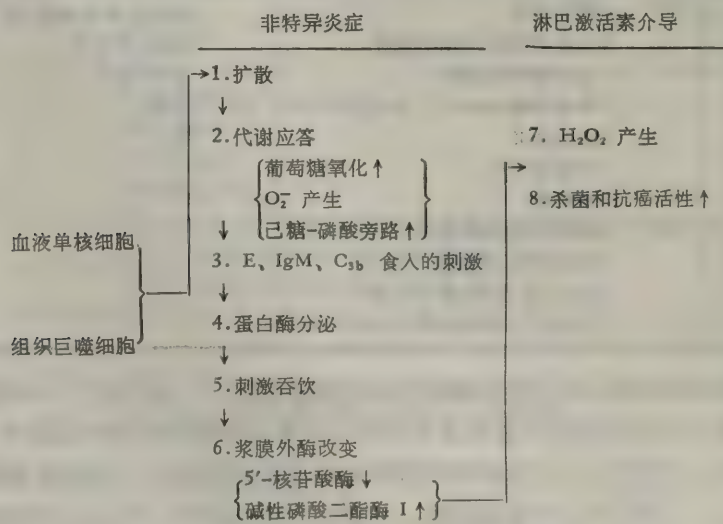 非特异炎症
淋巴激活素介导
→1.扩散
↓
2.代谢应答
葡萄糖氧化↑
O₂⁻ 产生
↓
己糖-磷酸旁路↑
3. E、IgM、C₃b 食入的刺激
↓
4.蛋白酶分泌
↓
5.刺激吞饮
↓
6.浆膜外酶改变
5′-核苷酸酶↓
碱性磷酸二酯酶 I↑
血液单核细胞
组织巨噬细胞
7. H₂O₂ 产生
→
8.杀菌和抗癌活性↑